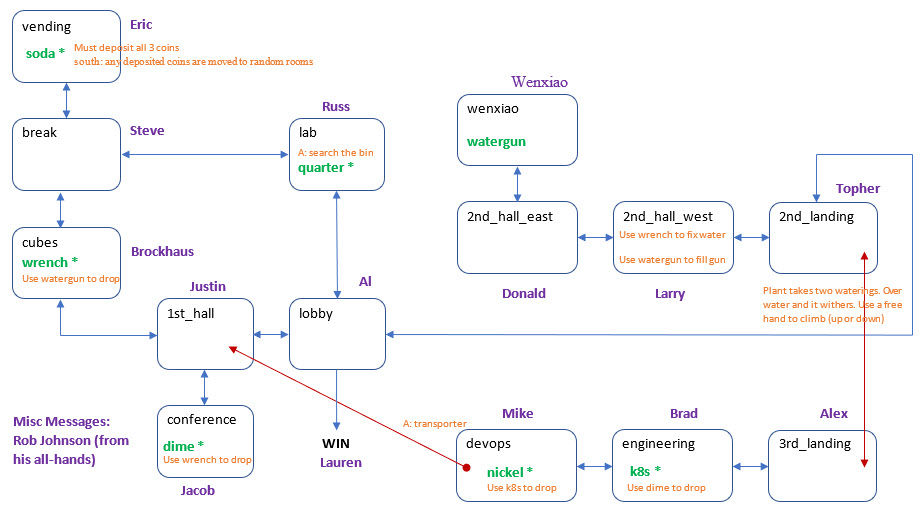 vending
Eric
soda *
Must deposit all 3 coins
south: any deposited coins are moved to random rooms
break
Steve
Russ
lab
A: search the bin
quarter *
Wenxiao
wenxiao
watergun
Topher
2nd_hall_east
2nd_hall_west
Use wrench to fix water
Use watergun to fill gun
2nd_landing
cubes
wrench *
Use watergun to drop
Brockhaus
Donald
Larry
Plant takes two waterings. Over
water and it withers. Use a free
hand to climb (up or down)
Justin
1st_hall
Al
lobby
conference
dime *
Use wrench to drop
Jacob
Misc Messages:
Rob Johnson (from
his all-hands)
WIN
Lauren
A: transporter
Mike
devops
nickel *
Use k8s to drop
Brad
engineering
k8s *
Use dime to drop
Alex
3rd_landing